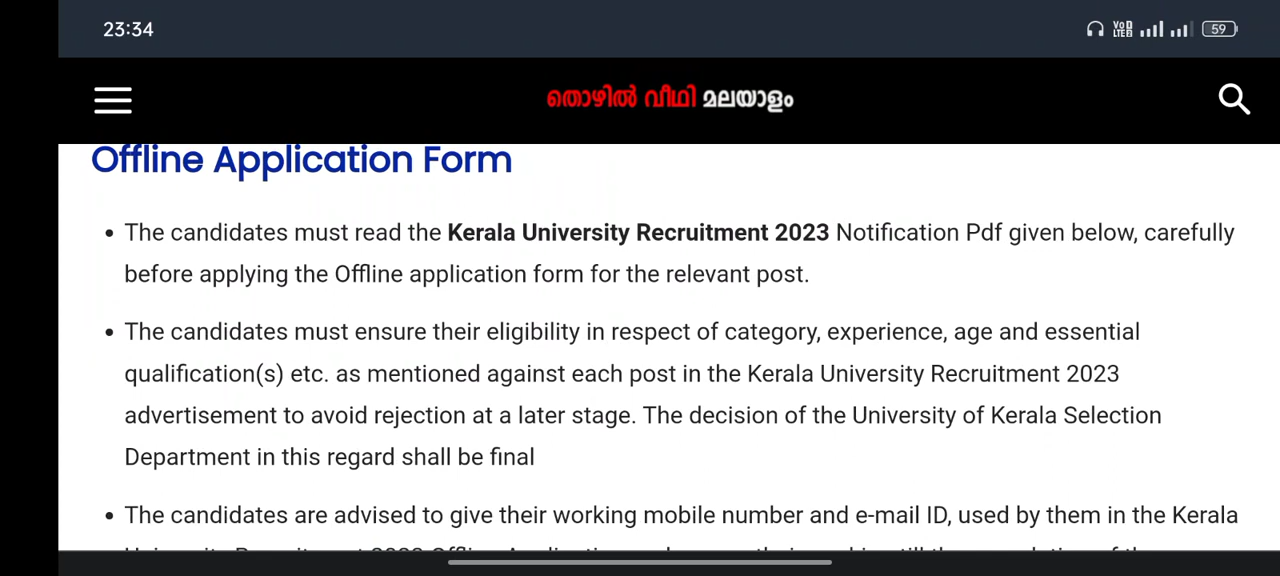 23:34
VoD LTE 59
തൊഴിൽ വീഥി മലയാളം
Offline Application Form
• The candidates must read the Kerala University Recruitment 2023 Notification Pdf given below, carefully
before applying the Offline application form for the relevant post.
• The candidates must ensure their eligibility in respect of category, experience, age and essential
qualification(s) etc. as mentioned against each post in the Kerala University Recruitment 2023
advertisement to avoid rejection at a later stage. The decision of the University of Kerala Selection
Department in this regard shall be final
• The candidates are advised to give their working mobile number and e-mail ID, used by them in the Kerala